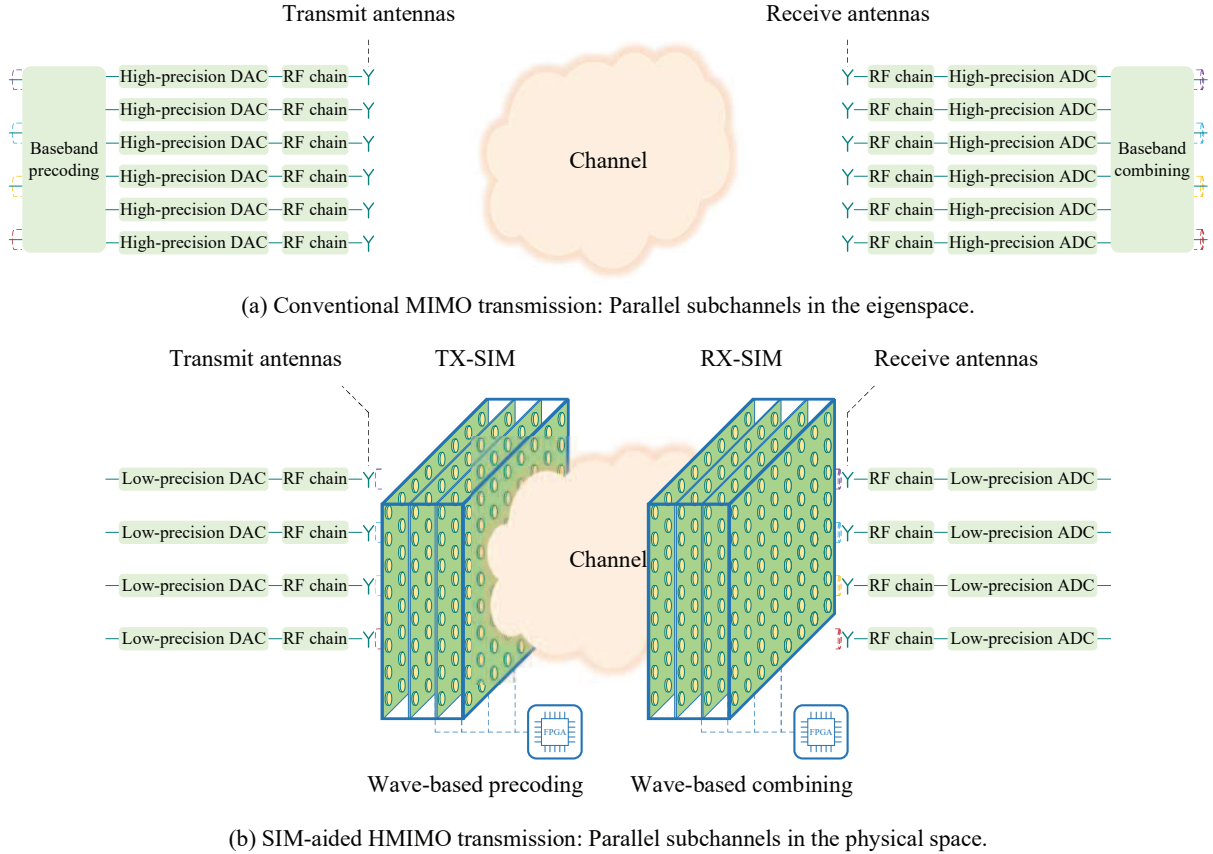 Transmit antennas Receive antennas
High-precision DAC RF chain RF chain High-precision ADC
High-precision DAC RF chain RF chain High-precision ADC
High-precision DAC RF chain RF chain High-precision ADC
Baseband precoding Channel Baseband combining
High-precision DAC RF chain RF chain High-precision ADC
High-precision DAC RF chain RF chain High-precision ADC
High-precision DAC RF chain RF chain High-precision ADC
(a) Conventional MIMO transmission: Parallel subchannels in the eigenspace.
Transmit antennas TX-SIM RX-SIM Receive antennas
Low-precision DAC RF chain RF chain Low-precision ADC
Low-precision DAC RF chain RF chain Low-precision ADC
Channel
Low-precision DAC RF chain RF chain Low-precision ADC
Low-precision DAC RF chain RF chain Low-precision ADC
FPGA FPGA
Wave-based precoding Wave-based combining
(b) SIM-aided HMIMO transmission: Parallel subchannels in the physical space.